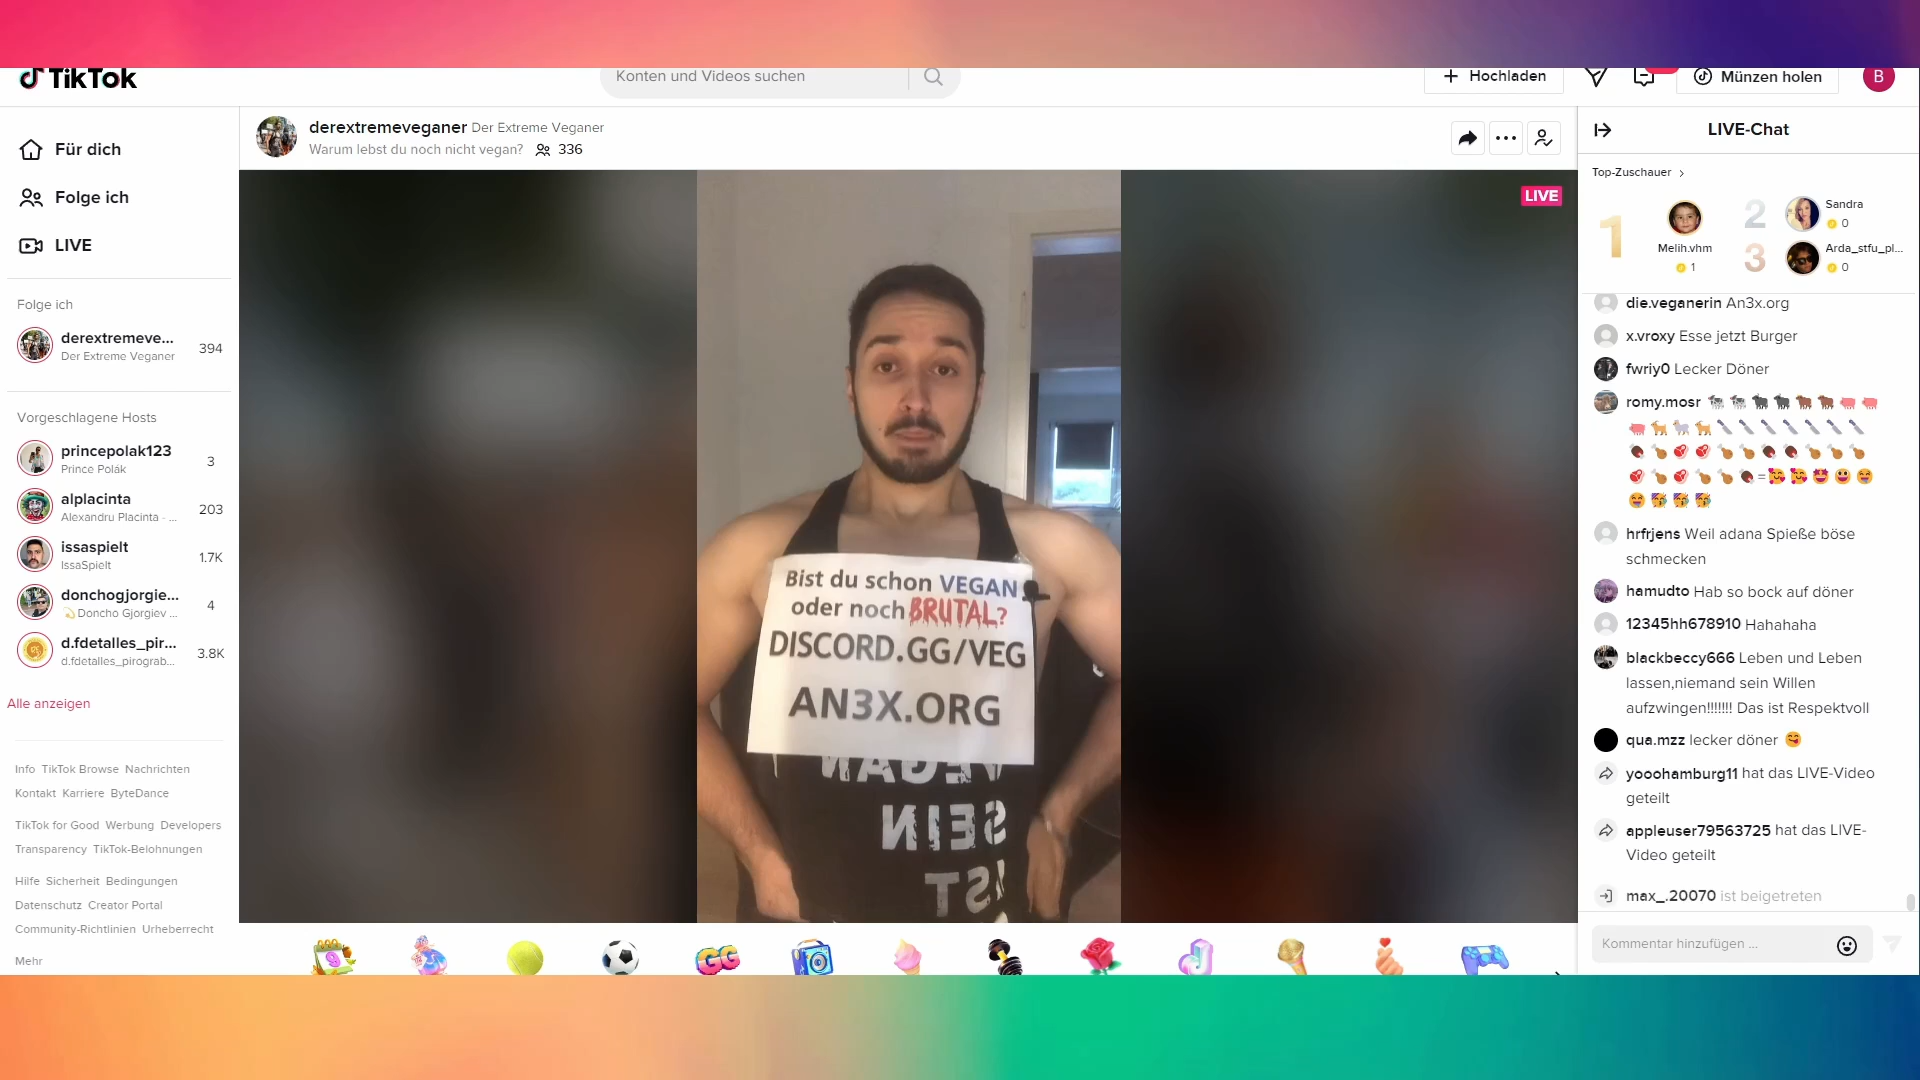 TikTok
Konten und Videos suchen
Hochladen
Münzen holen
B
Für dich
Folge ich
LIVE
Folge ich
derextremeve...
Der Extreme Veganer
394
Vorgeschlagene Hosts
princepolak123
Prince Polák
3
alplacinta
Alexandru Placinta - ...
203
issaspielt
IssaSpielt
1.7K
donchogjorgie...
💫Doncho Gjorgiev ...
4
d.fdetalles_pir...
d.fdetalles_pirograb...
3.8K
Alle anzeigen
Info TikTok Browse Nachrichten
Kontakt Karriere ByteDance
TikTok for Good Werbung Developers
Transparency TikTok-Belohnungen
Hilfe Sicherheit Bedingungen
Datenschutz Creator Portal
Community-Richtlinien Urheberrecht
Mehr
derextremeveganer Der Extreme Veganer
Warum lebst du noch nicht vegan? 336
LIVE
Bist du schon VEGAN
oder noch BRUTAL?
DISCORD.GG/VEG
AN3X.ORG
VEGAN
SEIN
IST
GG
LIVE-Chat
Top-Zuschauer
1
Melih.vhm
1
2
Sandra
0
3
Arda_stfu_pl...
0
die.veganerin An3x.org
x.vroxy Esse jetzt Burger
fwriy0 Lecker Döner
romy.mosr 🐄🐄🐂🐂🐂🐂🐖🐖
🐖🐐🐐🐐🔪🔪🔪🔪🔪🔪🔪
🍖🍗🥩🥩🍗🍗🍖🍖🍗🍗🍗
🥩🍗🥩🍗🍗🍖=🥰🥰🤩😃😄
😄🥳🥳🥳
hrfrjens Weil adana Spieße böse
schmecken
hamudto Hab so bock auf döner
12345hh678910 Hahahaha
blackbeccy666 Leben und Leben
lassen,niemand sein Willen
aufzwingen!!!!!!! Das ist Respektvoll
qua.mzz lecker döner 😋
yooohamburg11 hat das LIVE-Video
geteilt
appleuser79563725 hat das LIVE-
Video geteilt
max_.20070 ist beigetreten
Kommentar hinzufügen ...